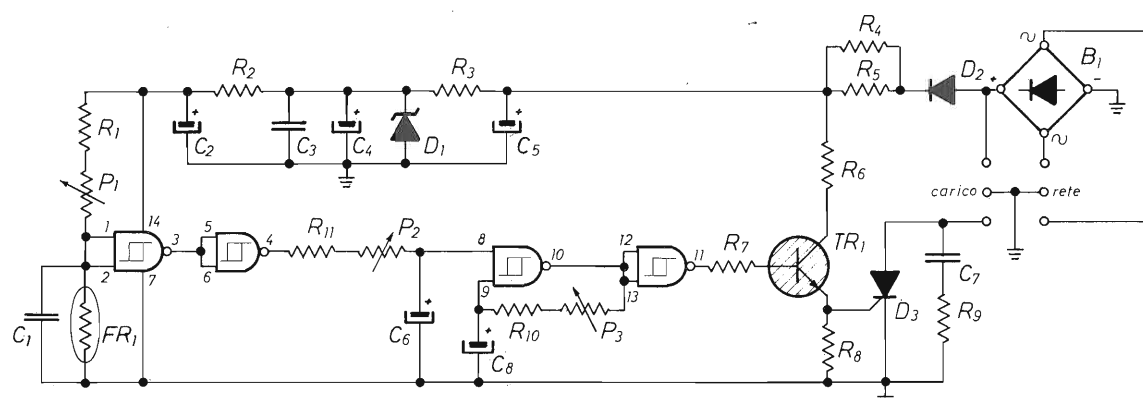 R4
R2
R3
R5
D2
B1
~
+
-
~
R1
C2
+
C3
C4
+
D1
C5
+
P1
R6
carico
rete
1
14
3
5
4
R11
P2
8
10
12
11
R7
TR1
2
7
6
9
13
C7
C1
FR1
C6
+
R10
P3
D3
R9
C8
+
R8